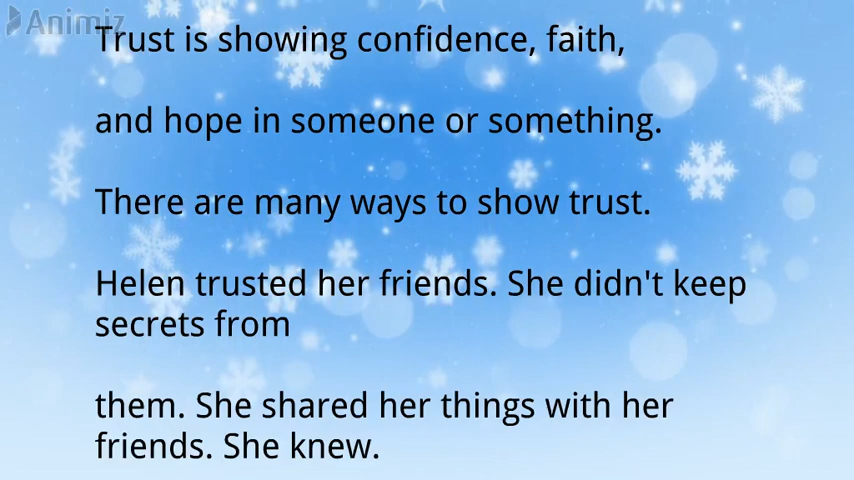 Animiz
Trust is showing confidence, faith,
and hope in someone or something.
There are many ways to show trust.
Helen trusted her friends. She didn't keep
secrets from
them. She shared her things with her
friends. She knew.